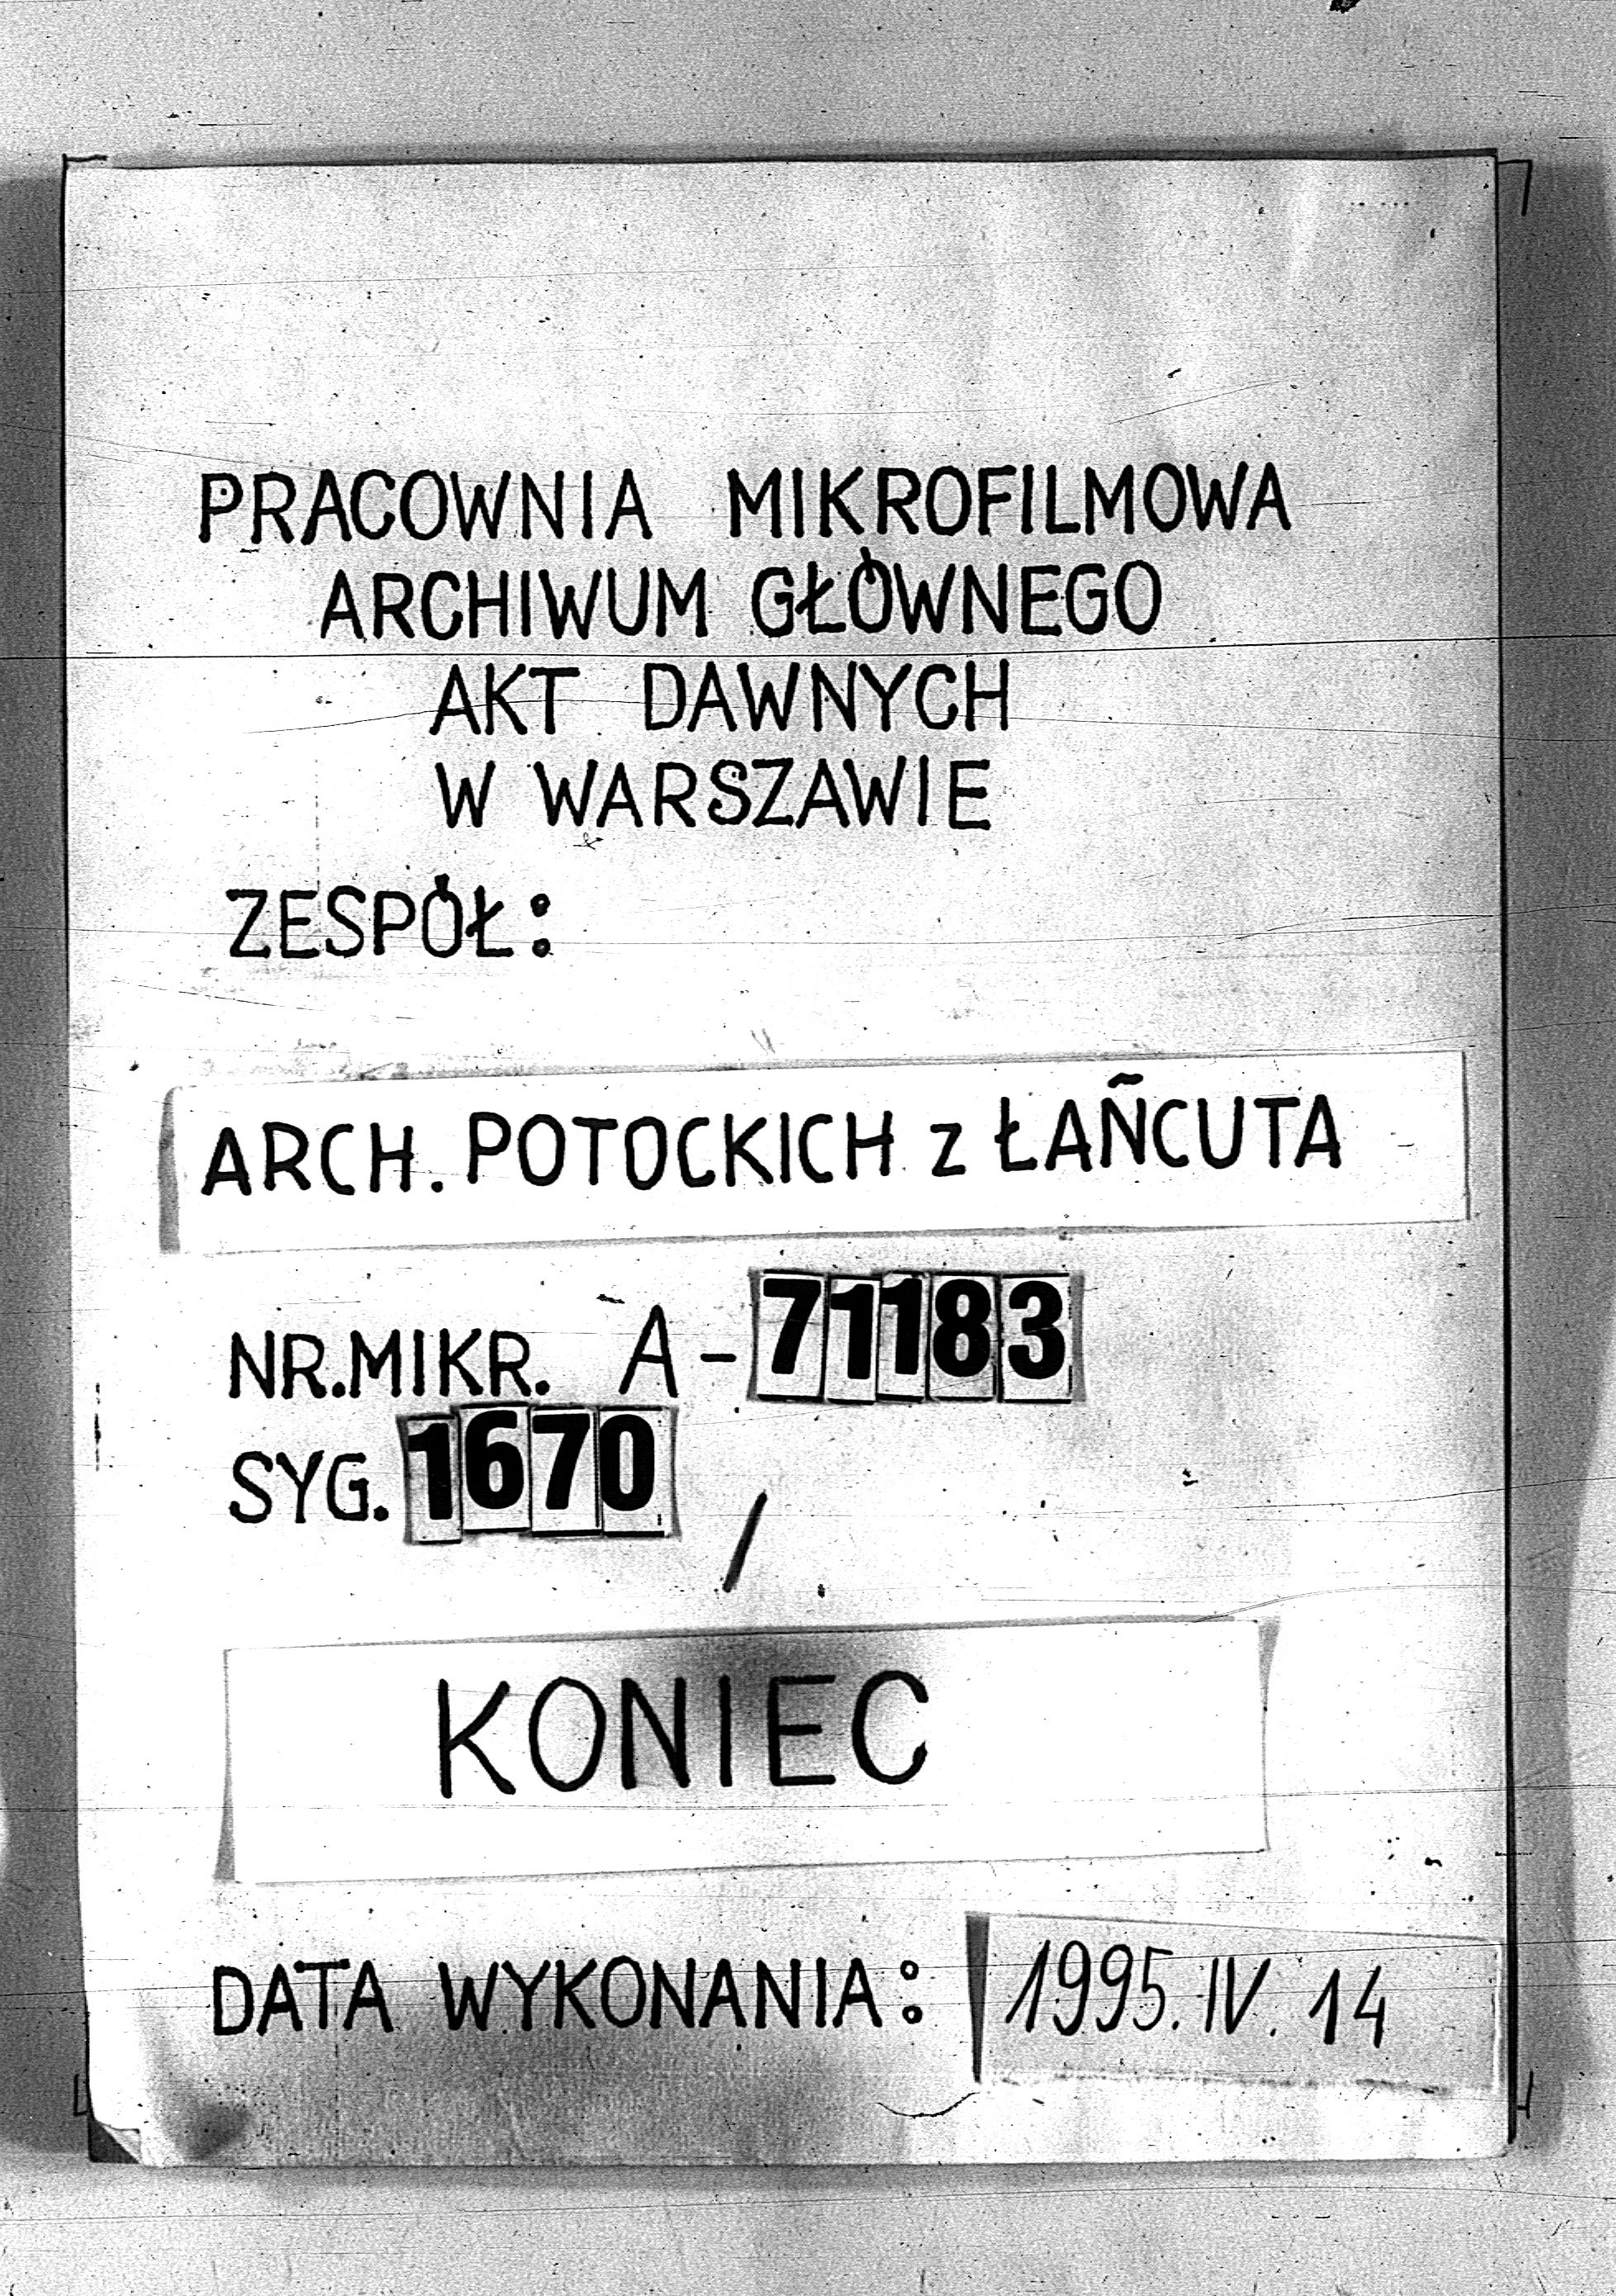 PRACOWNIA MIKROFILMOWA
ARCHIWUM GŁÓWNEGO
AKT DAWNYCH
W WARSZAWIE
ZESPÓŁ:
ARCH. POTOCKICH z ŁAŃCUTA
NR.MIKR. A-71183
SYG. 1670
/
KONIEC
DATA WYKONANIA: 1995.IV.14